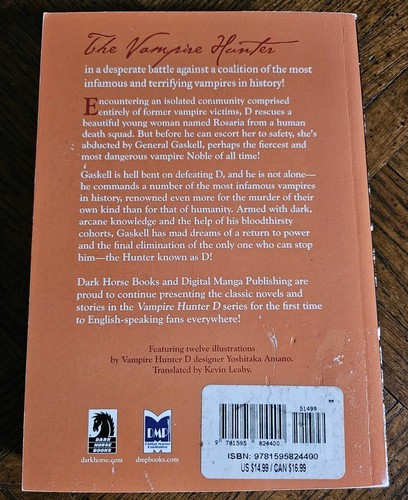 The Vampire Hunter
in a desperate battle against a coalition of the most
infamous and terrifying vampires in history!
Encountering an isolated community comprised
entirely of former vampire victims, D rescues a
beautiful young woman named Rosaria from a human
death squad. But before he can escort her to safety, she's
abducted by General Gaskell, perhaps the fiercest and
most dangerous vampire Noble of all time!
Gaskell is hell bent on defeating D, and he is not alone—
he commands a number of the most infamous vampires
in history, renowned even more for the murder of their
own kind than for that of humanity. Armed with dark,
arcane knowledge and the help of his bloodthirsty
cohorts, Gaskell has mad dreams of a return to power
and the final elimination of the only one who can stop
him—the Hunter known as D!
Dark Horse Books and Digital Manga Publishing are
proud to continue presenting the classic novels and
stories in the Vampire Hunter D series for the first time
to English-speaking fans everywhere!
Featuring twelve illustrations
by Vampire Hunter D designer Yoshitaka Amano.
Translated by Kevin Leahy.
DARK
HORSE
BOOKS
darkhorse.com
DMP
Digital Manga
Publishing
dmpbooks.com
51499
9 781595 824400
ISBN: 9781595824400
US $14.99 / CAN $16.99